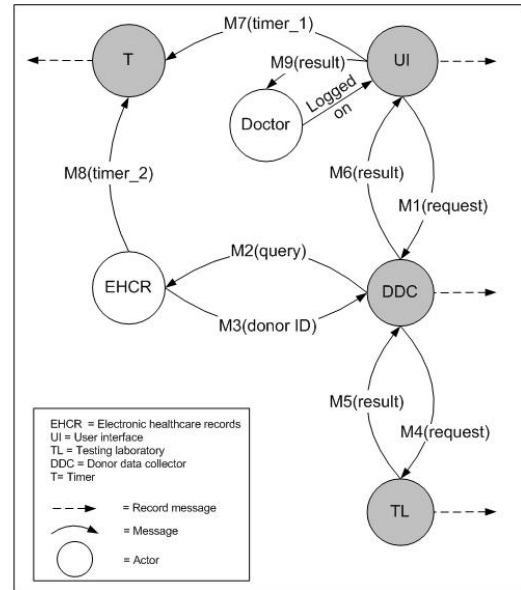 M7(timer_1)
T
UI
M9(result)
Logged
on
Doctor
M8(timer_2)
M6(result)
M1(request)
M2(query)
EHCR
DDC
M3(donor ID)
M5(result)
M4(request)
EHCR = Electronic healthcare records
UI = User interface
TL = Testing laboratory
DDC = Donor data collector
T= Timer
TL
= Record message
= Message
= Actor